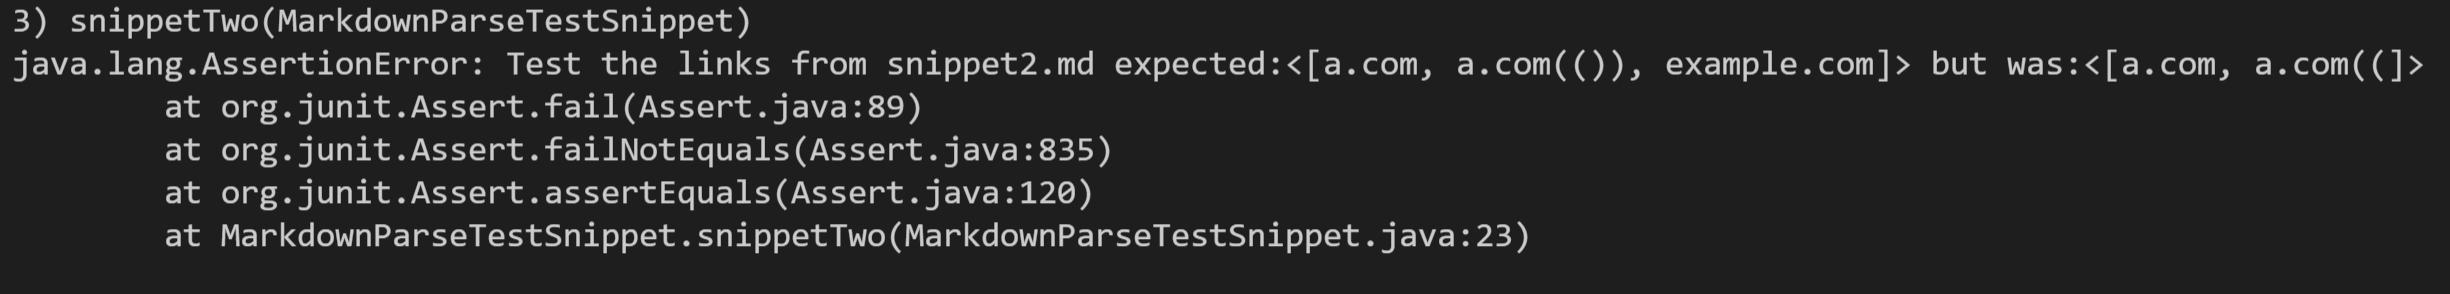 3) snippetTwo(MarkdownParseTestSnippet)
java.lang.AssertionError: Test the links from snippet2.md expected:<[a.com, a.com(()), example.com]> but was:<[a.com, a.com((]>
        at org.junit.Assert.fail(Assert.java:89)
        at org.junit.Assert.failNotEquals(Assert.java:835)
        at org.junit.Assert.assertEquals(Assert.java:120)
        at MarkdownParseTestSnippet.snippetTwo(MarkdownParseTestSnippet.java:23)